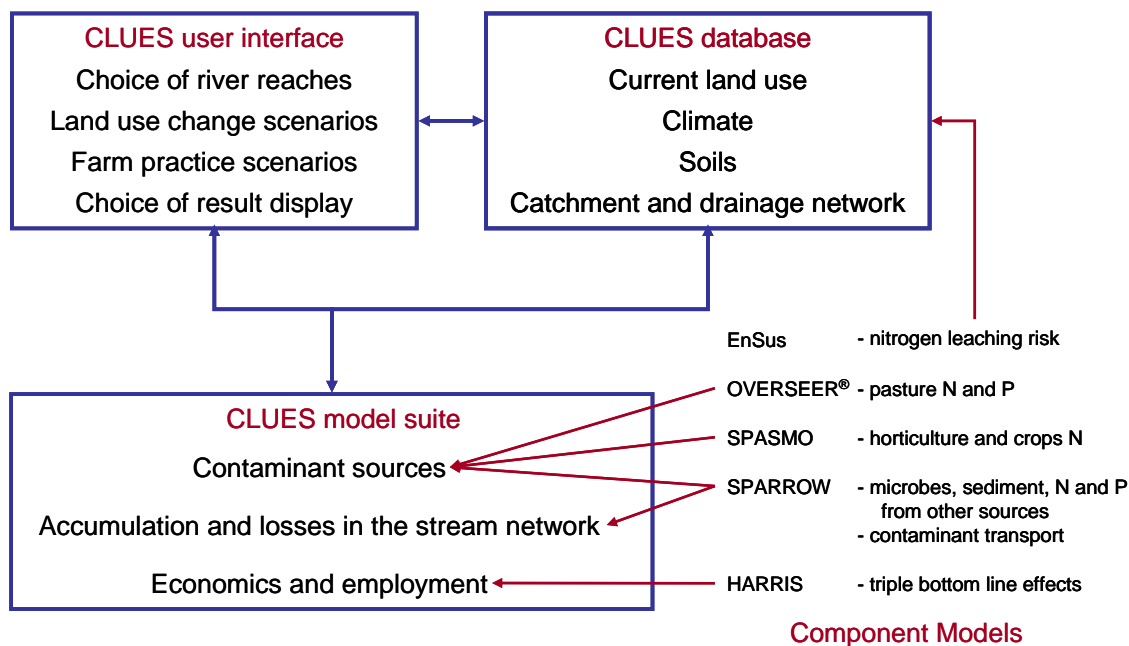 CLUES user interface
Choice of river reaches
Land use change scenarios
Farm practice scenarios
Choice of result display
CLUES database
Current land use
Climate
Soils
Catchment and drainage network
EnSus - nitrogen leaching risk
OVERSEER® - pasture N and P
SPASMO - horticulture and crops N
SPARROW - microbes, sediment, N and P
from other sources
- contaminant transport
HARRIS - triple bottom line effects
Component Models
CLUES model suite
Contaminant sources
Accumulation and losses in the stream network
Economics and employment